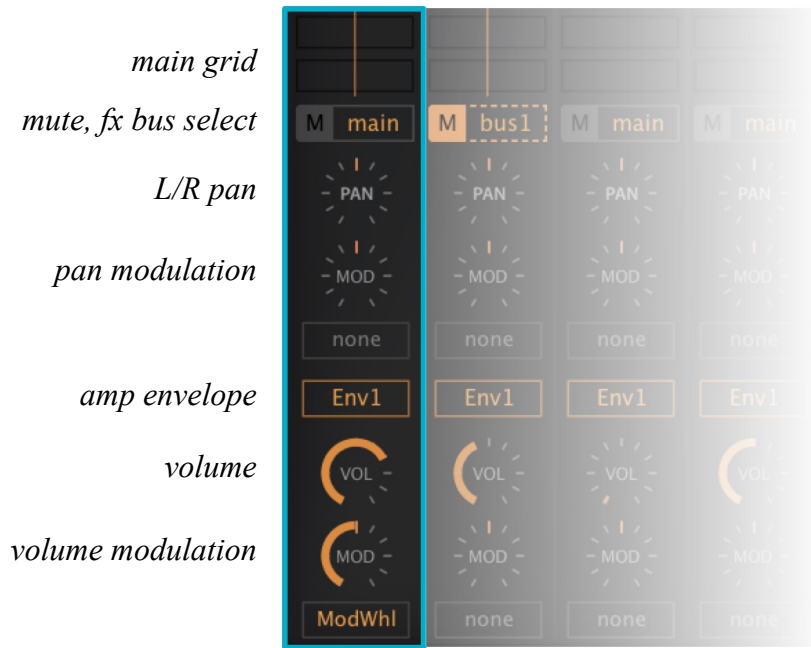 main grid
mute, fx bus select M main M bus1 M main M main
L/R pan PAN PAN PAN PAN
pan modulation MOD MOD MOD MOD
none none none none
amp envelope Env1 Env1 Env1 Env1
volume VOL VOL VOL VOL
volume modulation MOD MOD MOD MOD
ModWhl none none none